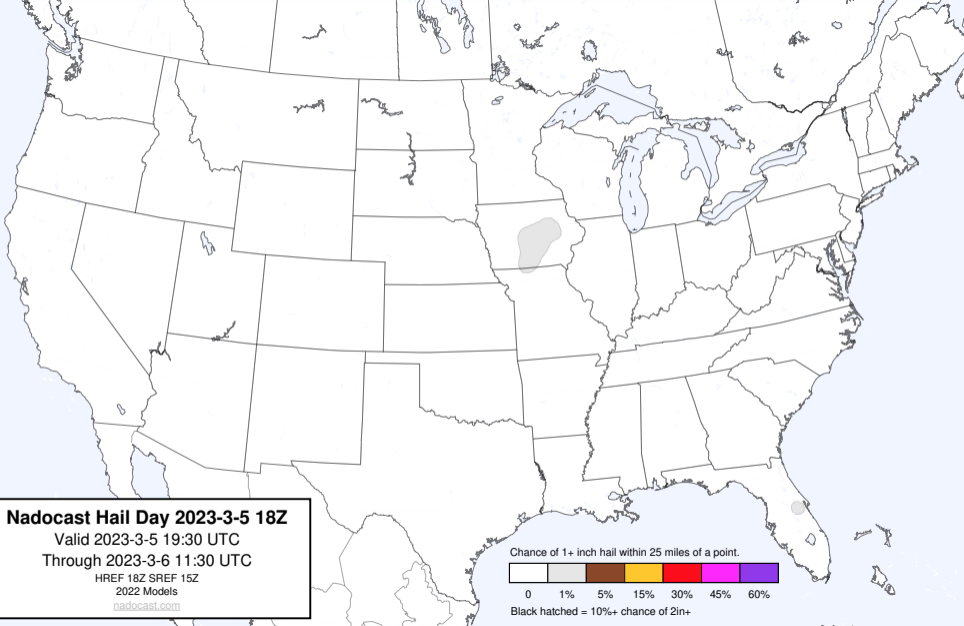 Nadocast Hail Day 2023-3-5 18Z
Valid 2023-3-5 19:30 UTC
Through 2023-3-6 11:30 UTC
HREF 18Z SREF 15Z
2022 Models
nadocast.com
Chance of 1+ inch hail within 25 miles of a point.
0 1% 5% 15% 30% 45% 60%
Black hatched = 10%+ chance of 2in+